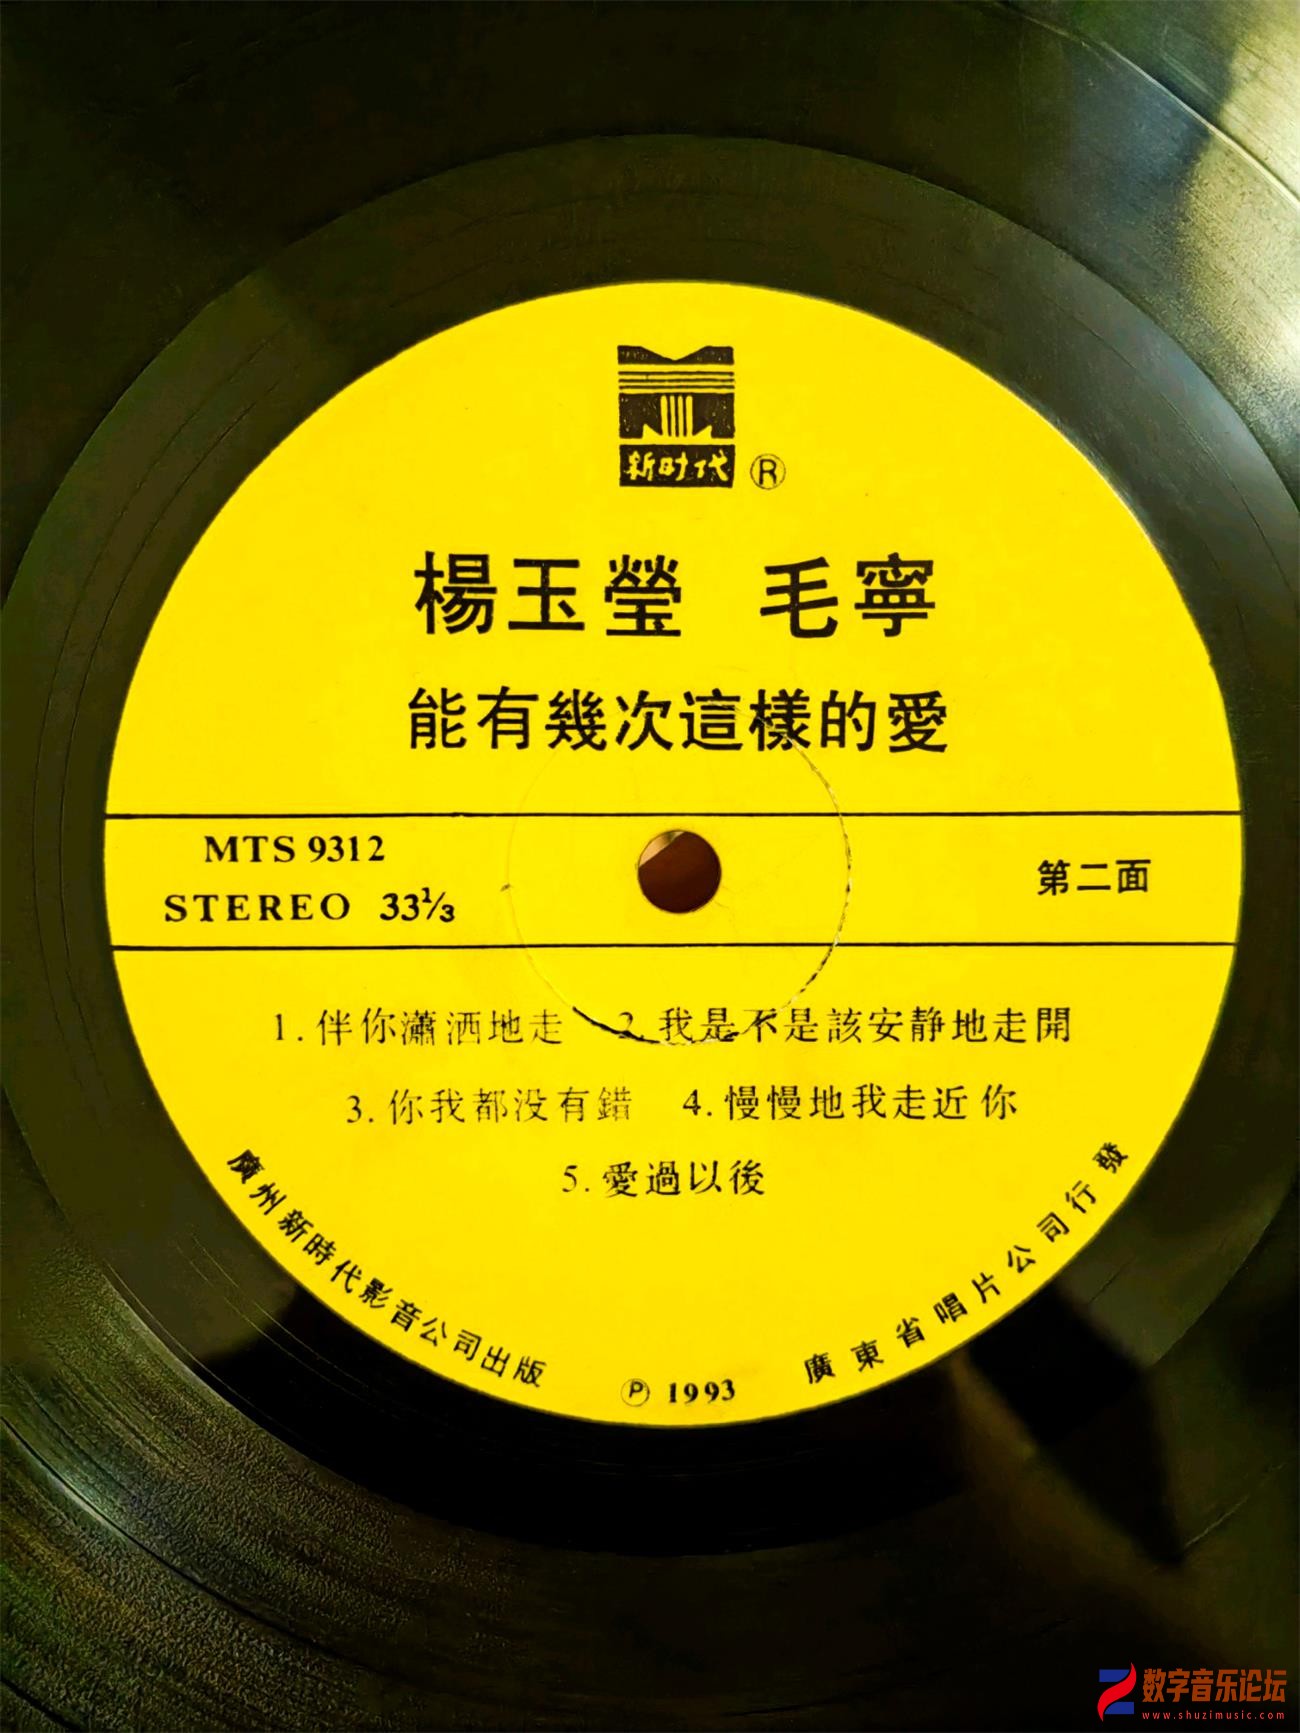 新时代 ®
楊玉瑩 毛寧
能有幾次這樣的愛
MTS 9312
STEREO 33⅓
第二面
1. 伴你瀟洒地走 2. 我是不是該安静地走開
3. 你我都没有錯 4. 慢慢地我走近你
5. 愛過以後
廣州新時代影音公司出版
℗ 1993
廣東省唱片公司行發
数字音乐论坛
www.shuzimusic.com